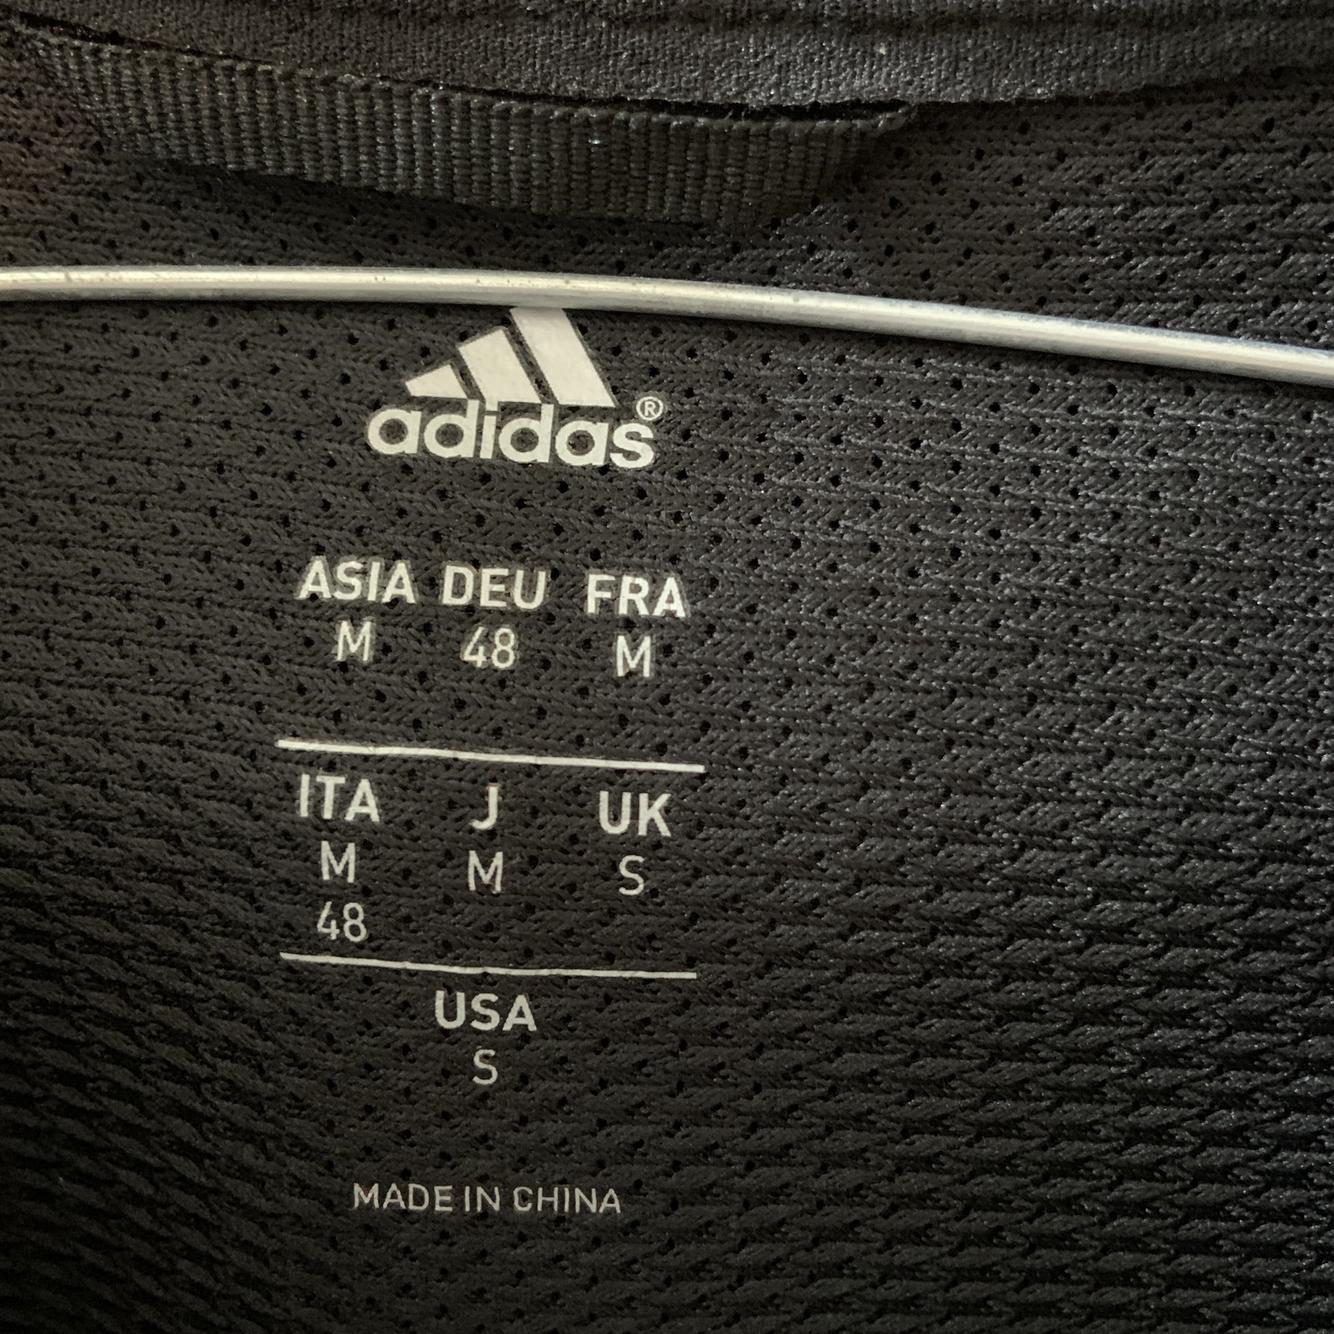 adidas®
ASIA DEU FRA
M 48 M
ITA J UK
M M S
48
USA
S
MADE IN CHINA